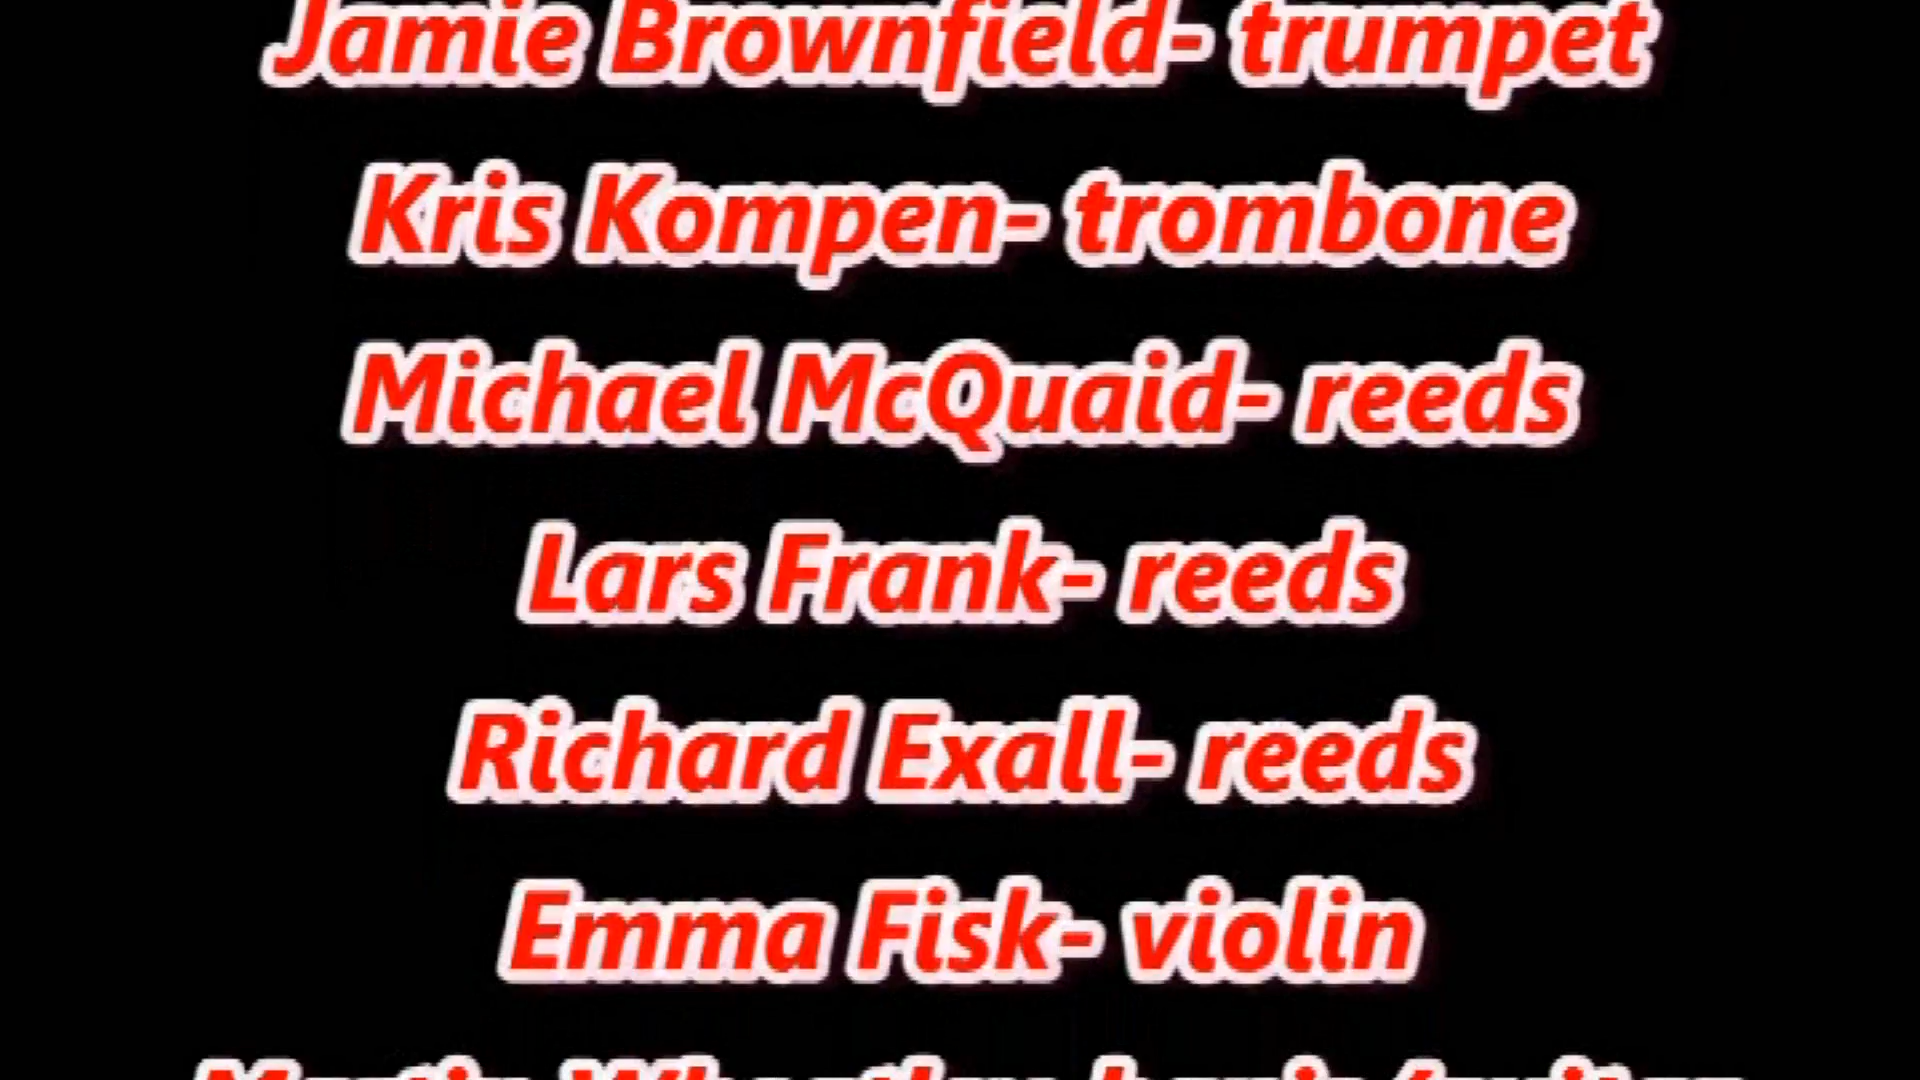 Jamie Brownfield- trumpet
Kris Kompen- trombone
Michael McQuaid- reeds
Lars Frank- reeds
Richard Exall- reeds
Emma Fisk- violin